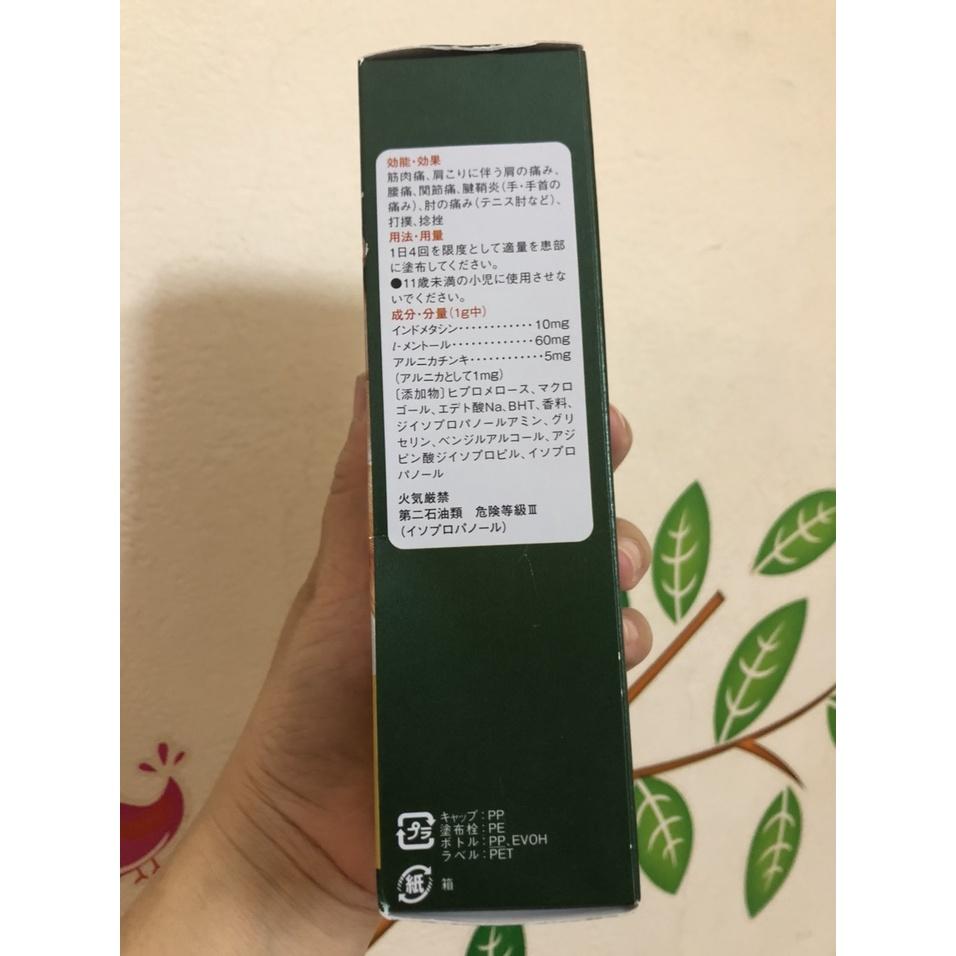 効能・効果
筋肉痛、肩こりに伴う肩の痛み、
腰痛、関節痛、腱鞘炎(手・手首の
痛み)、肘の痛み(テニス肘など)、
打撲、捻挫
用法・用量
1日4回を限度として適量を患部
に塗布してください。
●11歳未満の小児に使用させな
いでください。
成分・分量(1g中)
インドメタシン・・・・・・・・・・・・10mg
l-メントール・・・・・・・・・・・・・60mg
アルニカチンキ・・・・・・・・・・・5mg
(アルニカとして1mg)
〔添加物〕ヒプロメロース、マクロ
ゴール、エデト酸Na、BHT、香料、
ジイソプロパノールアミン、グリ
セリン、ベンジルアルコール、アジ
ピン酸ジイソプロピル、イソプロ
パノール
火気厳禁
第二石油類 危険等級Ⅲ
(イソプロパノール)
プラ
キャップ:PP
塗布栓:PE
ボトル:PP、EVOH
ラベル:PET
紙 箱